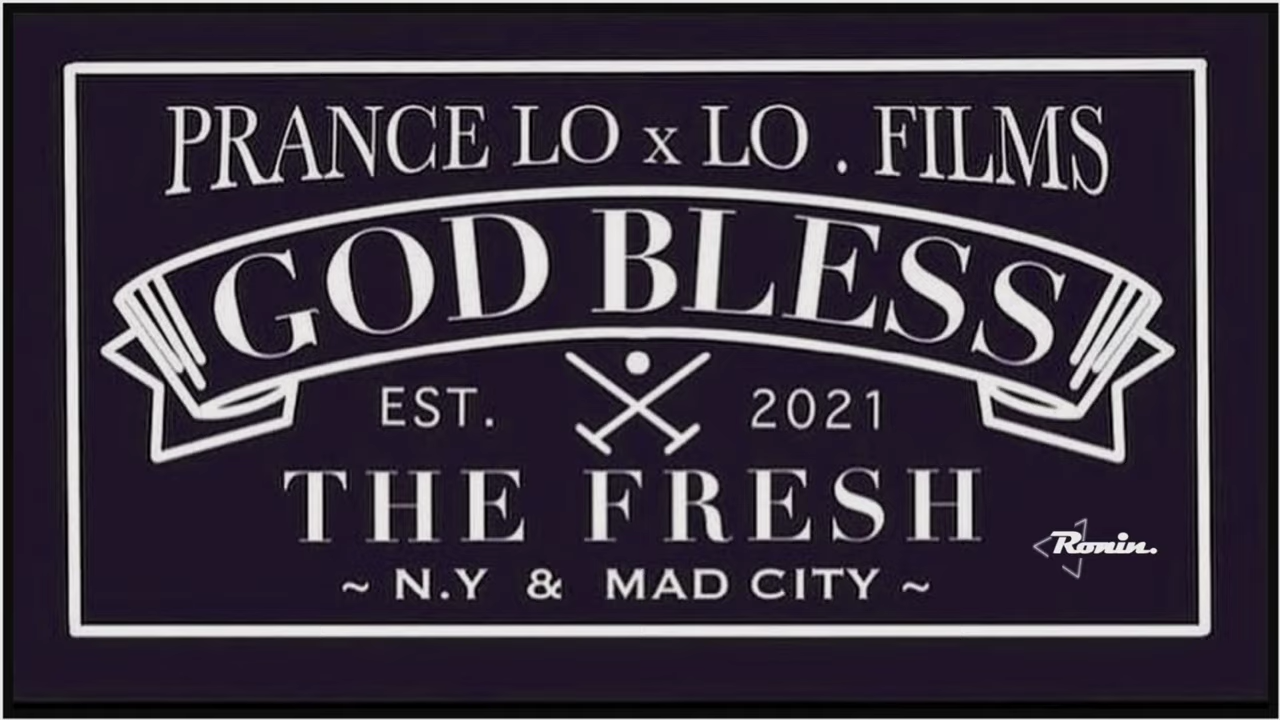 PRANCE LO x LO . FILMS
GOD BLESS
EST. 2021
THE FRESH
Ronin.
~ N.Y & MAD CITY ~